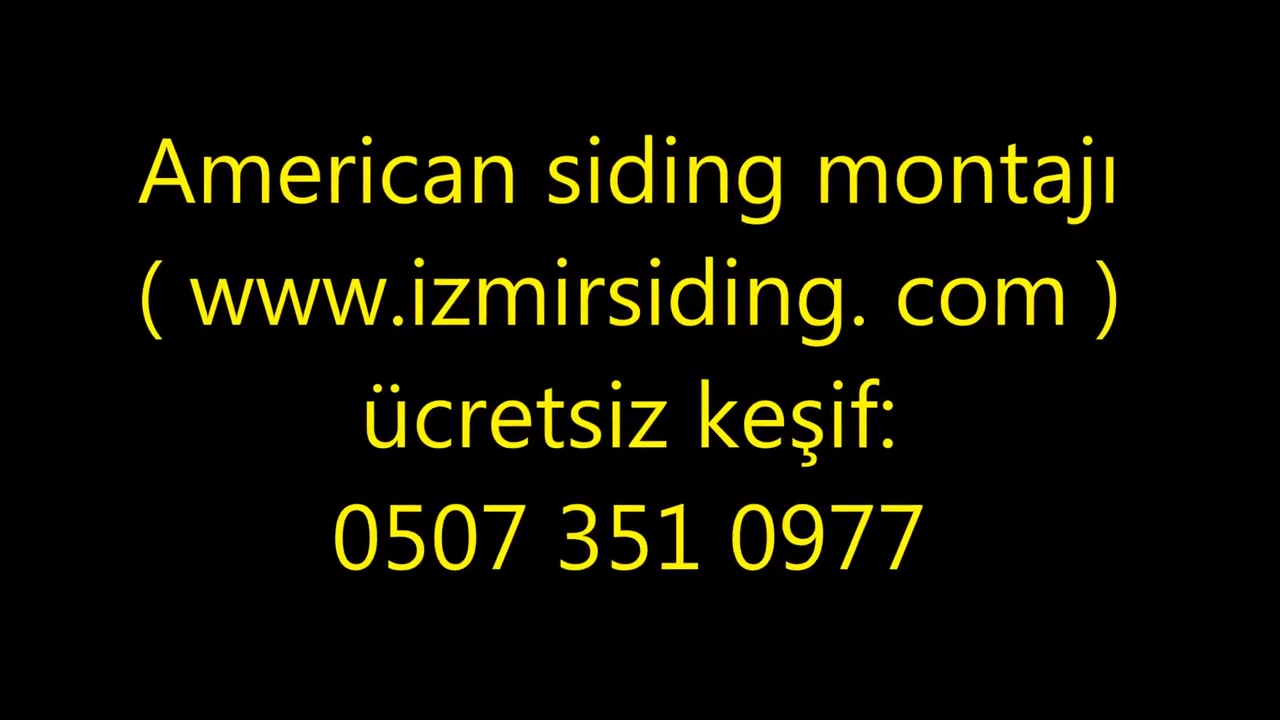 American siding montajı
( www.izmirsiding. com )
ücretsiz keşif:
0507 351 0977